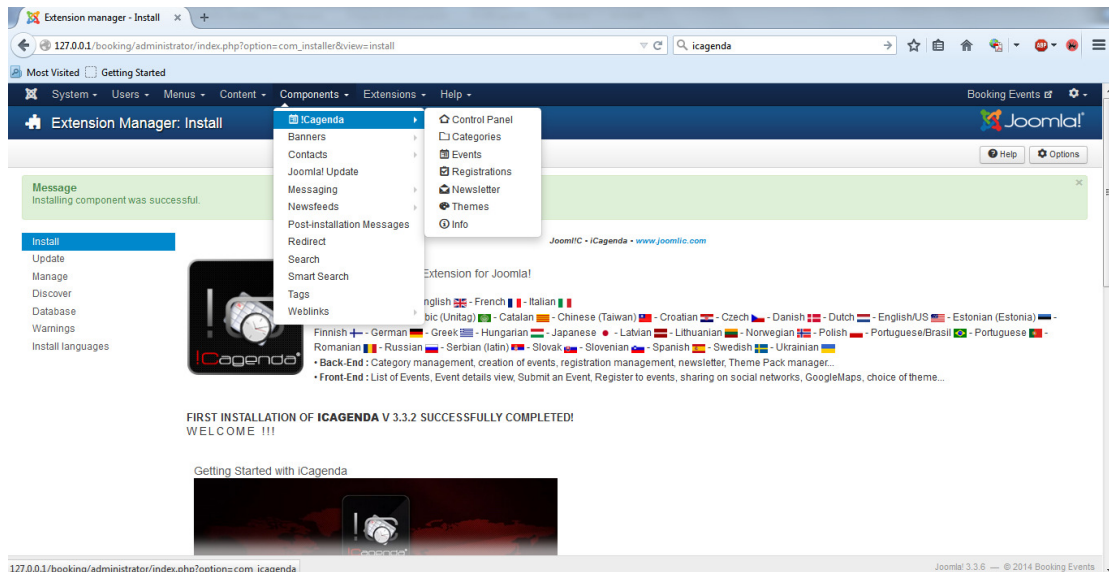 Extension manager - Install
127.0.0.1/booking/administrator/index.php?option=com_installer&view=install
icagenda
Most Visited Getting Started
System Users Menus Content Components Extensions Help Booking Events
Extension Manager: Install Joomla!
Help Options
Message
Installing component was successful.
!Cagenda
Banners
Contacts
Joomla! Update
Messaging
Newsfeeds
Post-installation Messages
Redirect
Search
Smart Search
Tags
Weblinks
Control Panel
Categories
Events
Registrations
Newsletter
Themes
Info
Install
Update
Manage
Discover
Database
Warnings
Install languages
Jooml!C • iCagenda • www.joomlic.com
Extension for Joomla!
nglish - French - Italian
bic (Unitag) - Catalan - Chinese (Taiwan) - Croatian - Czech - Danish - Dutch - English/US - Estonian (Estonia) -
Finnish - German - Greek - Hungarian - Japanese - Latvian - Lithuanian - Norwegian - Polish - Portuguese/Brasil - Portuguese -
Romanian - Russian - Serbian (latin) - Slovak - Slovenian - Spanish - Swedish - Ukrainian
• Back-End : Category management, creation of events, registration management, newsletter, Theme Pack manager...
• Front-End : List of Events, Event details view, Submit an Event, Register to events, sharing on social networks, GoogleMaps, choice of theme...
!Cagenda
FIRST INSTALLATION OF ICAGENDA V 3.3.2 SUCCESSFULLY COMPLETED!
WELCOME !!!
Getting Started with iCagenda
127.0.0.1/booking/administrator/index.php?option=com_icagenda
Joomla! 3.3.6 — © 2014 Booking Events